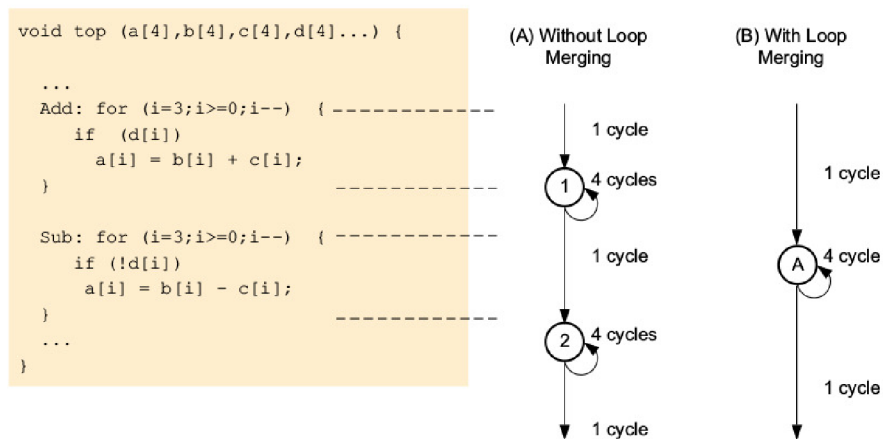 void top (a[4],b[4],c[4],d[4]...) {
...
Add: for (i=3;i>=0;i--) {
if (d[i])
a[i] = b[i] + c[i];
}
Sub: for (i=3;i>=0;i--) {
if (!d[i])
a[i] = b[i] - c[i];
}
...
}
(A) Without Loop
Merging
1 cycle
1
4 cycles
1 cycle
2
4 cycles
1 cycle
(B) With Loop
Merging
1 cycle
A
4 cycle
1 cycle